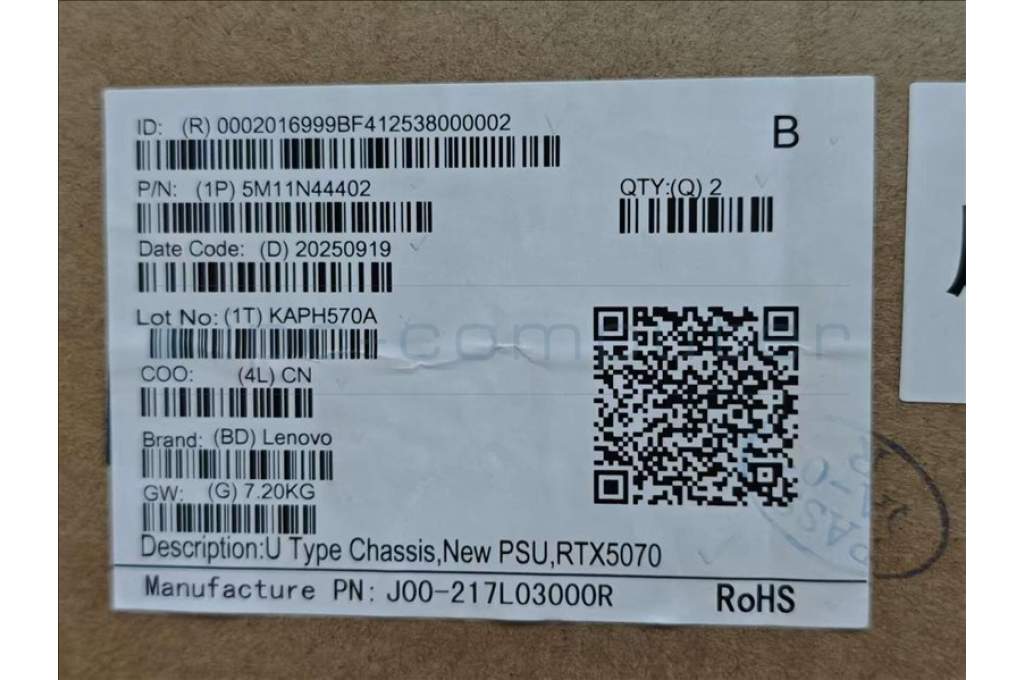 ID: (R) 0002016999BF412538000002
B
P/N: (1P) 5M11N44402
QTY:(Q) 2
Date Code: (D) 20250919
Lot No: (1T) KAPH570A
COO: (4L) CN
Brand: (BD) Lenovo
GW: (G) 7.20KG
Description:U Type Chassis,New PSU,RTX5070
Manufacture PN: J00-217L03000R
RoHS